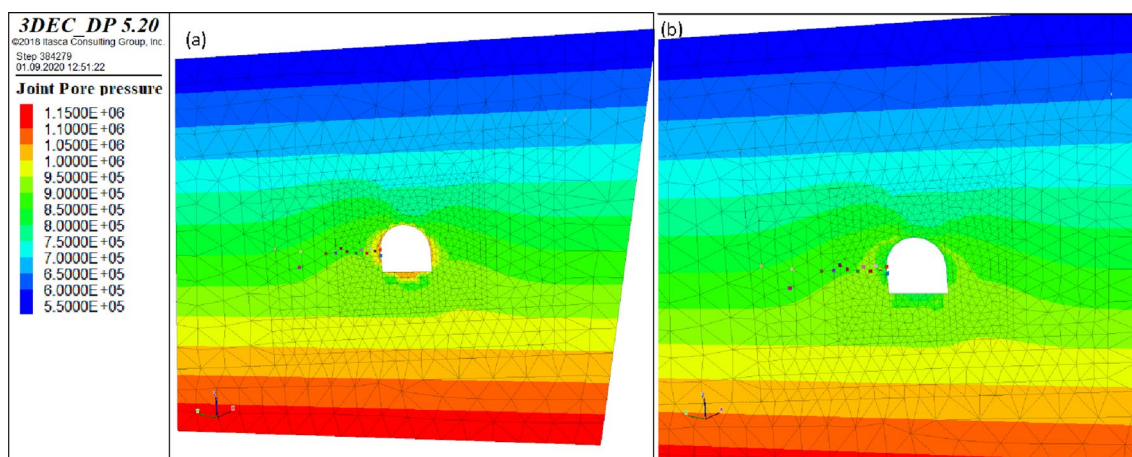 3DEC_DP 5.20
©2018 Itasca Consulting Group, Inc.
Step 384279
01.09.2020 12:51:22
Joint Pore pressure
1.1500E+06
1.1000E+06
1.0500E+06
1.0000E+06
9.5000E+05
9.0000E+05
8.5000E+05
8.0000E+05
7.5000E+05
7.0000E+05
6.5000E+05
6.0000E+05
5.5000E+05
(a)
(b)